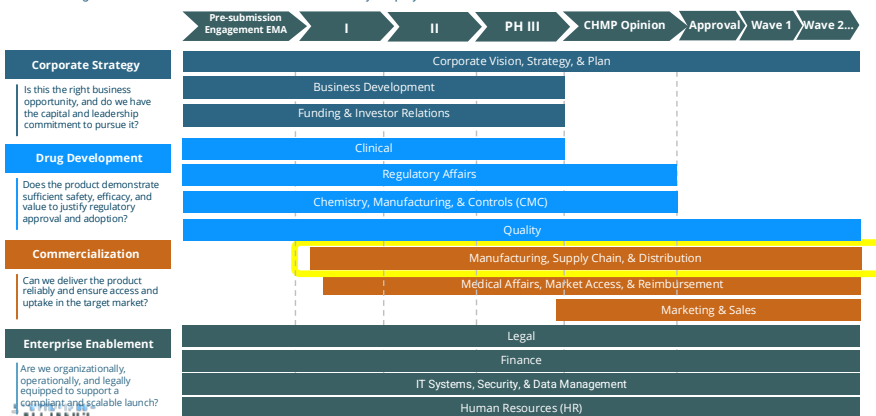 Pre-submission
Engagement EMA
I
II
PH III
CHMP Opinion
Approval
Wave 1
Wave 2...
Corporate Strategy
Is this the right business
opportunity, and do we have
the capital and leadership
commitment to pursue it?
Corporate Vision, Strategy, & Plan
Business Development
Funding & Investor Relations
Drug Development
Does the product demonstrate
sufficient safety, efficacy, and
value to justify regulatory
approval and adoption?
Clinical
Regulatory Affairs
Chemistry, Manufacturing, & Controls (CMC)
Quality
Commercialization
Can we deliver the product
reliably and ensure access and
uptake in the target market?
Manufacturing, Supply Chain, & Distribution
Medical Affairs, Market Access, & Reimbursement
Marketing & Sales
Enterprise Enablement
Are we organizationally,
operationally, and legally
equipped to support a
compliant and scalable launch?
Legal
Finance
IT Systems, Security, & Data Management
Human Resources (HR)